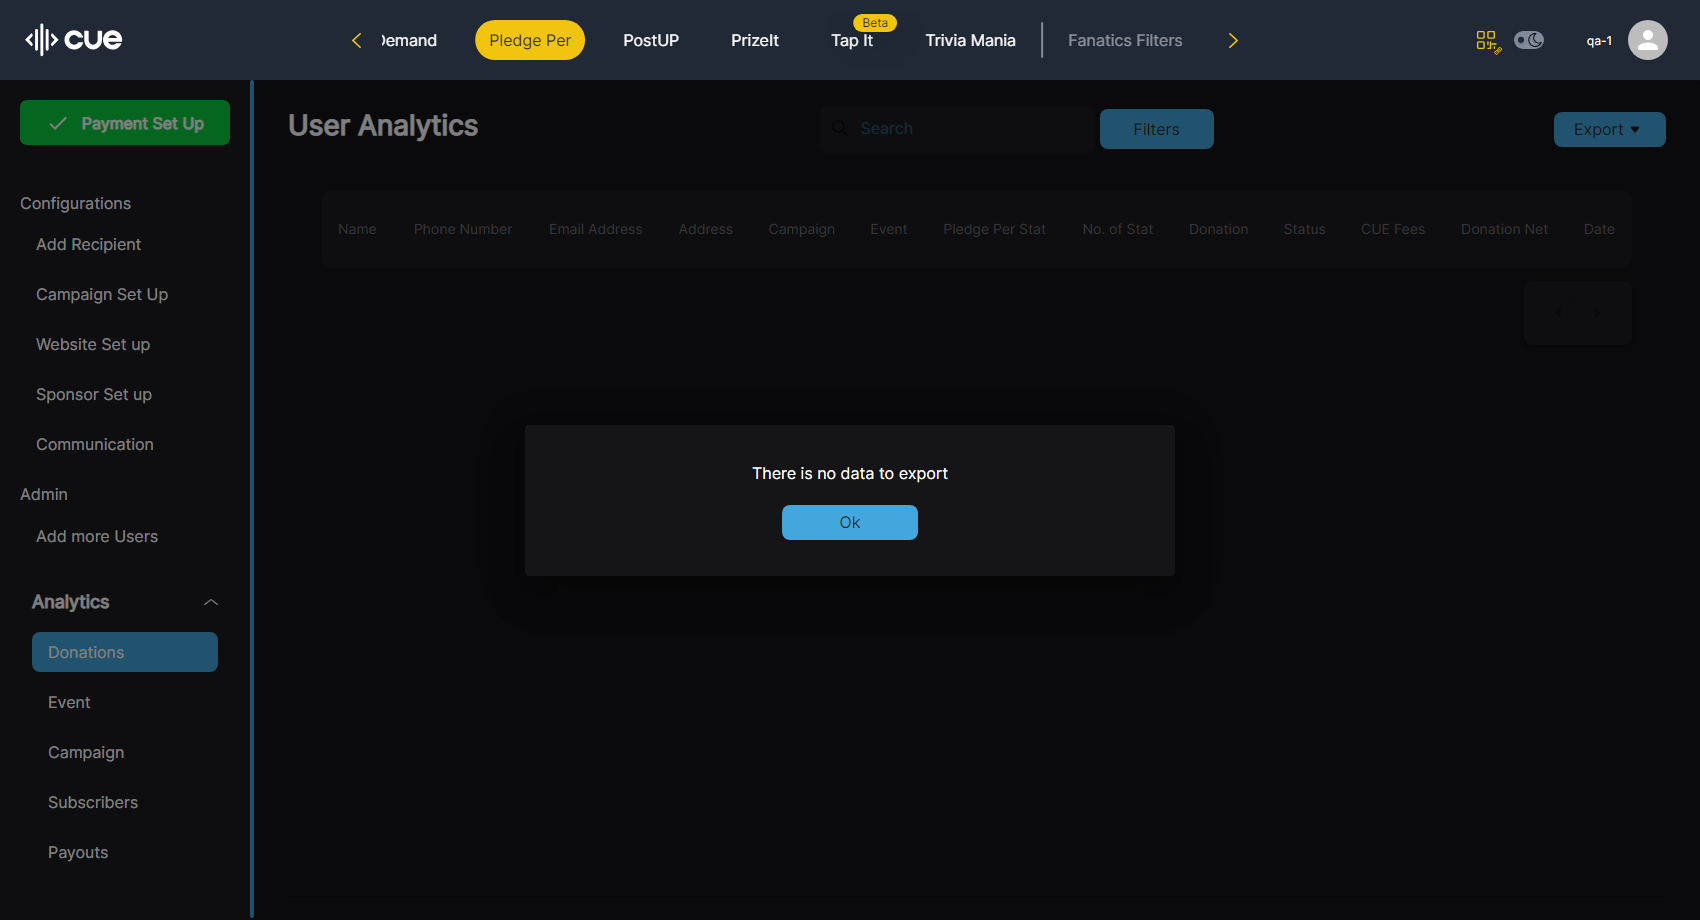 cue
Demand
Pledge Per
PostUP
PrizeIt
Beta
Tap It
Trivia Mania
Fanatics Filters
qa-1
Payment Set Up
Configurations
Add Recipient
Campaign Set Up
Website Set up
Sponsor Set up
Communication
Admin
Add more Users
Analytics
Donations
Event
Campaign
Subscribers
Payouts
User Analytics
Search
Filters
Export
Name Phone Number Email Address Address Campaign Event Pledge Per Stat No. of Stat Donation Status CUE Fees Donation Net Date
There is no data to export
Ok